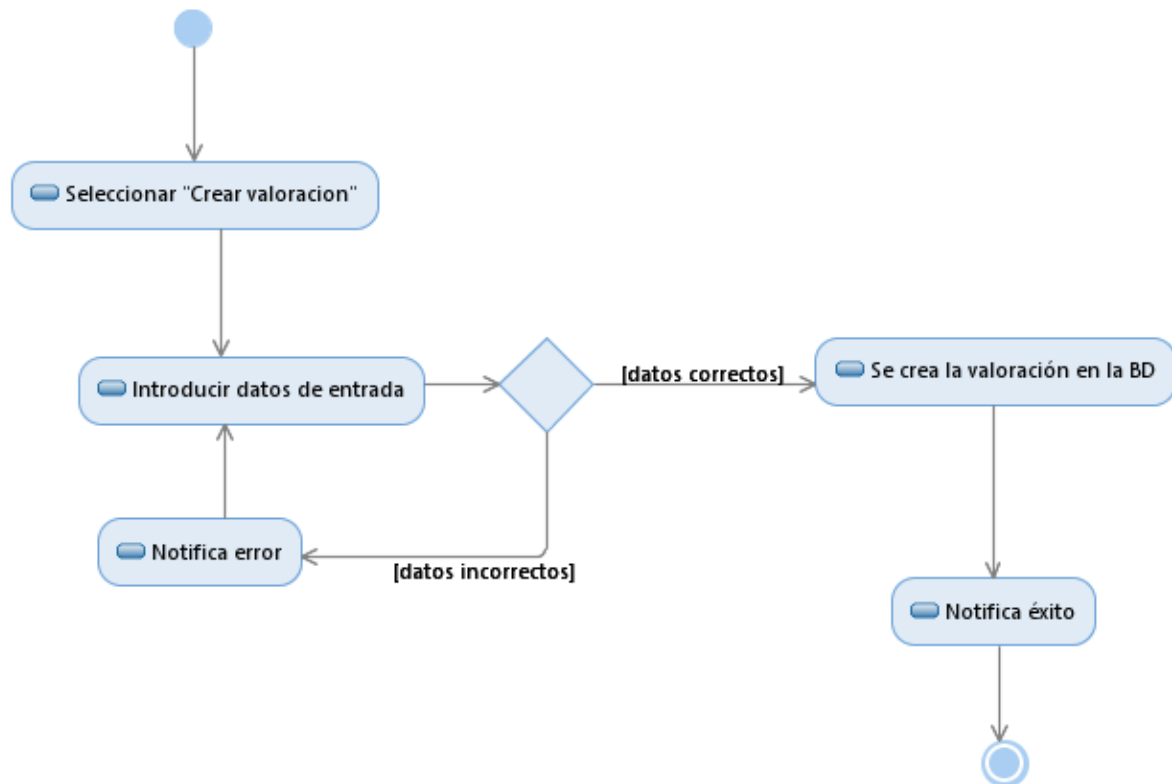 Seleccionar "Crear valoracion"
Introducir datos de entrada
[datos correctos]
Se crea la valoración en la BD
Notifica error
[datos incorrectos]
Notifica éxito